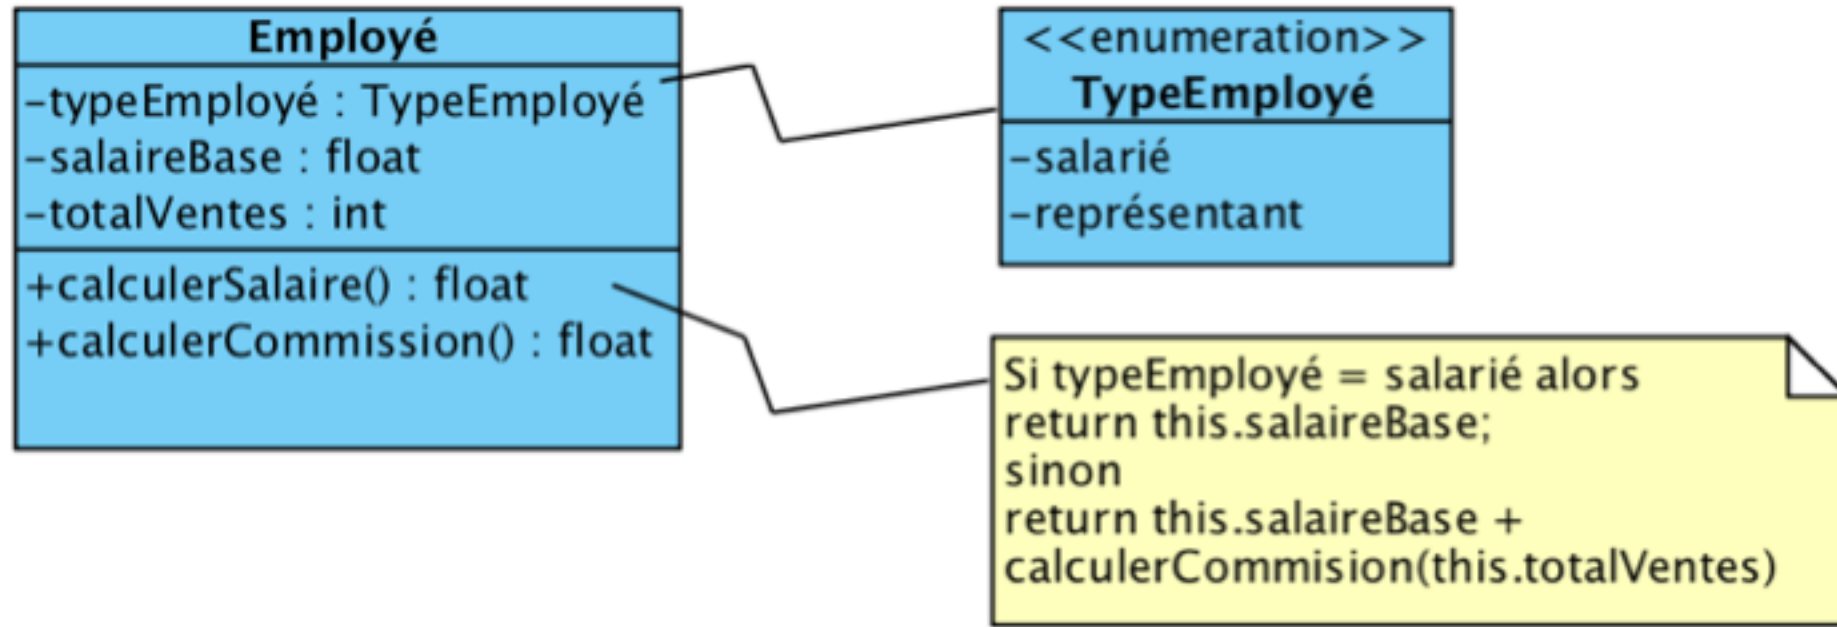 Employé
-typeEmployé : TypeEmployé
-salaireBase : float
-totalVentes : int
+calculerSalaire() : float
+calculerCommission() : float
<<enumeration>>
TypeEmployé
-salarié
-représentant
Si typeEmployé = salarié alors
return this.salaireBase;
sinon
return this.salaireBase +
calculerCommision(this.totalVentes)